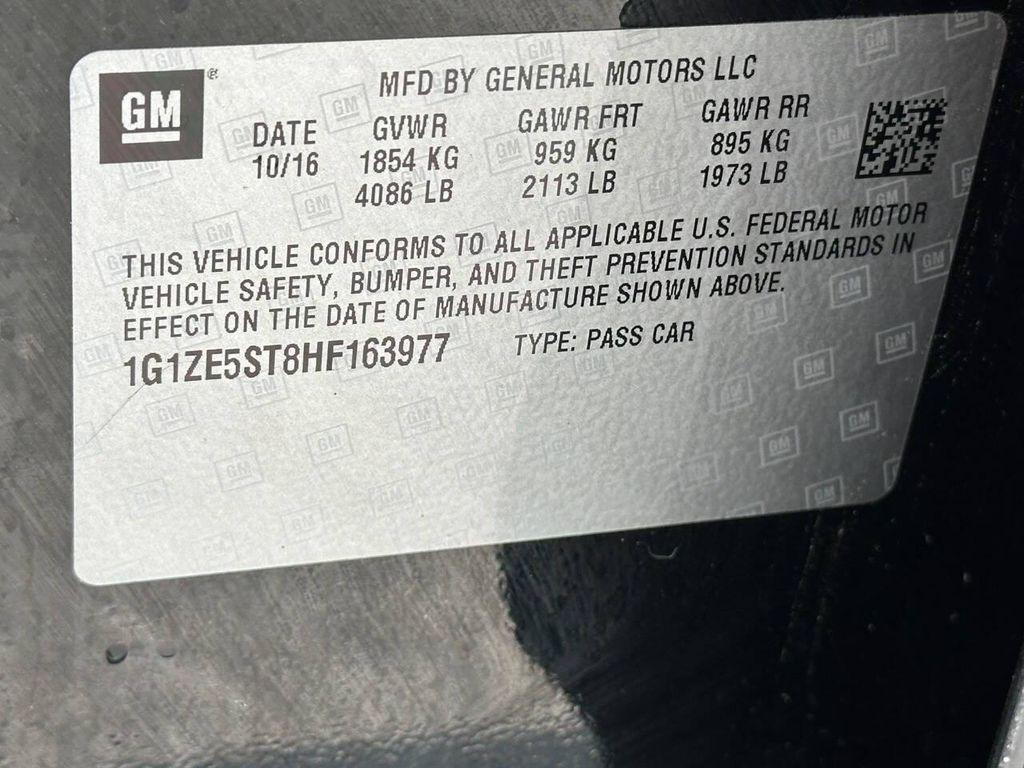 GM
MFD BY GENERAL MOTORS LLC
DATE GVWR GAWR FRT GAWR RR
10/16 1854 KG 959 KG 895 KG
4086 LB 2113 LB 1973 LB
THIS VEHICLE CONFORMS TO ALL APPLICABLE U.S. FEDERAL MOTOR
VEHICLE SAFETY, BUMPER, AND THEFT PREVENTION STANDARDS IN
EFFECT ON THE DATE OF MANUFACTURE SHOWN ABOVE.
1G1ZE5ST8HF163977 TYPE: PASS CAR